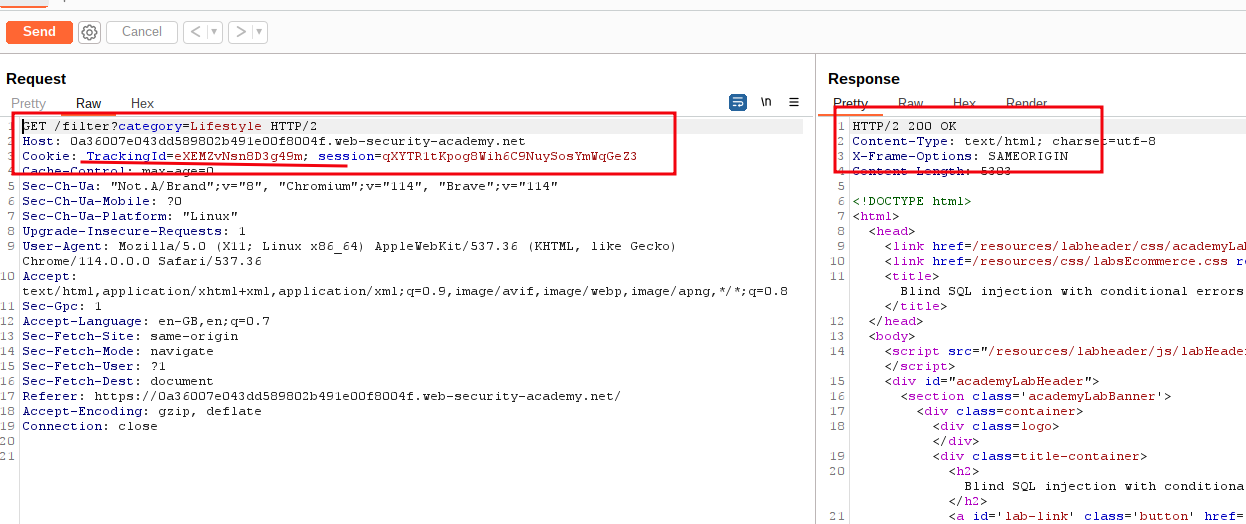 Send
Cancel
< ▾
> ▾
Request
Pretty Raw Hex
\n
1 GET /filter?category=Lifestyle HTTP/2
2 Host: 0a36007e043dd589802b491e00f8004f.web-security-academy.net
3 Cookie: TrackingId=eXEMZvNsn8D3g49m; session=qXYTR1tKpog8Wih6C9NuySosYmWqGeZ3
4 Cache-Control: max-age=0
5 Sec-Ch-Ua: "Not.A/Brand";v="8", "Chromium";v="114", "Brave";v="114"
6 Sec-Ch-Ua-Mobile: ?0
7 Sec-Ch-Ua-Platform: "Linux"
8 Upgrade-Insecure-Requests: 1
9 User-Agent: Mozilla/5.0 (X11; Linux x86_64) AppleWebKit/537.36 (KHTML, like Gecko)
Chrome/114.0.0.0 Safari/537.36
10 Accept:
text/html,application/xhtml+xml,application/xml;q=0.9,image/avif,image/webp,image/apng,*/*;q=0.8
11 Sec-Gpc: 1
12 Accept-Language: en-GB,en;q=0.7
13 Sec-Fetch-Site: same-origin
14 Sec-Fetch-Mode: navigate
15 Sec-Fetch-User: ?1
16 Sec-Fetch-Dest: document
17 Referer: https://0a36007e043dd589802b491e00f8004f.web-security-academy.net/
18 Accept-Encoding: gzip, deflate
19 Connection: close
20
21
Response
Pretty Raw Hex Render
1 HTTP/2 200 OK
2 Content-Type: text/html; charset=utf-8
3 X-Frame-Options: SAMEORIGIN
4 Content-Length: 5303
5
6 <!DOCTYPE html>
7 <html>
8 <head>
9 <link href=/resources/labheader/css/academyLa
10 <link href=/resources/css/labsEcommerce.css r
11 <title>
Blind SQL injection with conditional errors
</title>
12 </head>
13 <body>
14 <script src="/resources/labheader/js/labHeade
</script>
15 <div id="academyLabHeader">
16 <section class='academyLabBanner'>
17 <div class=container>
18 <div class=logo>
</div>
19 <div class=title-container>
20 <h2>
Blind SQL injection with conditiona
</h2>
21 <a id='lab-link' class='button' href=